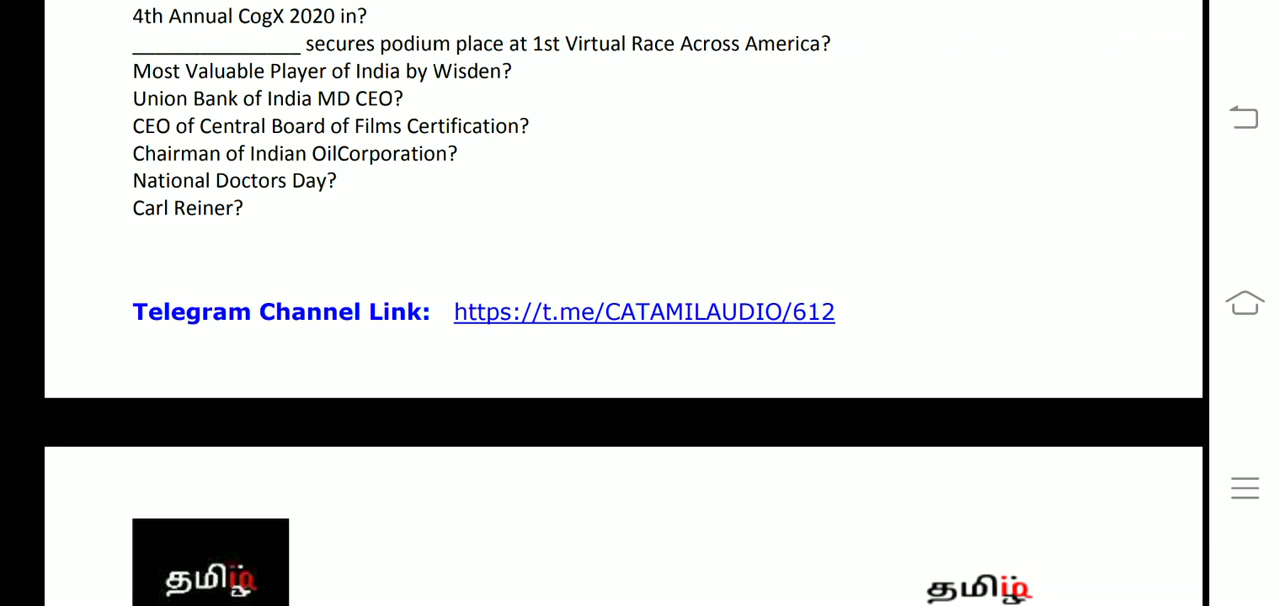 4th Annual CogX 2020 in?
_______________ secures podium place at 1st Virtual Race Across America?
Most Valuable Player of India by Wisden?
Union Bank of India MD CEO?
CEO of Central Board of Films Certification?
Chairman of Indian OilCorporation?
National Doctors Day?
Carl Reiner?
Telegram Channel Link: https://t.me/CATAMILAUDIO/612
தமிழ் தமிழ்